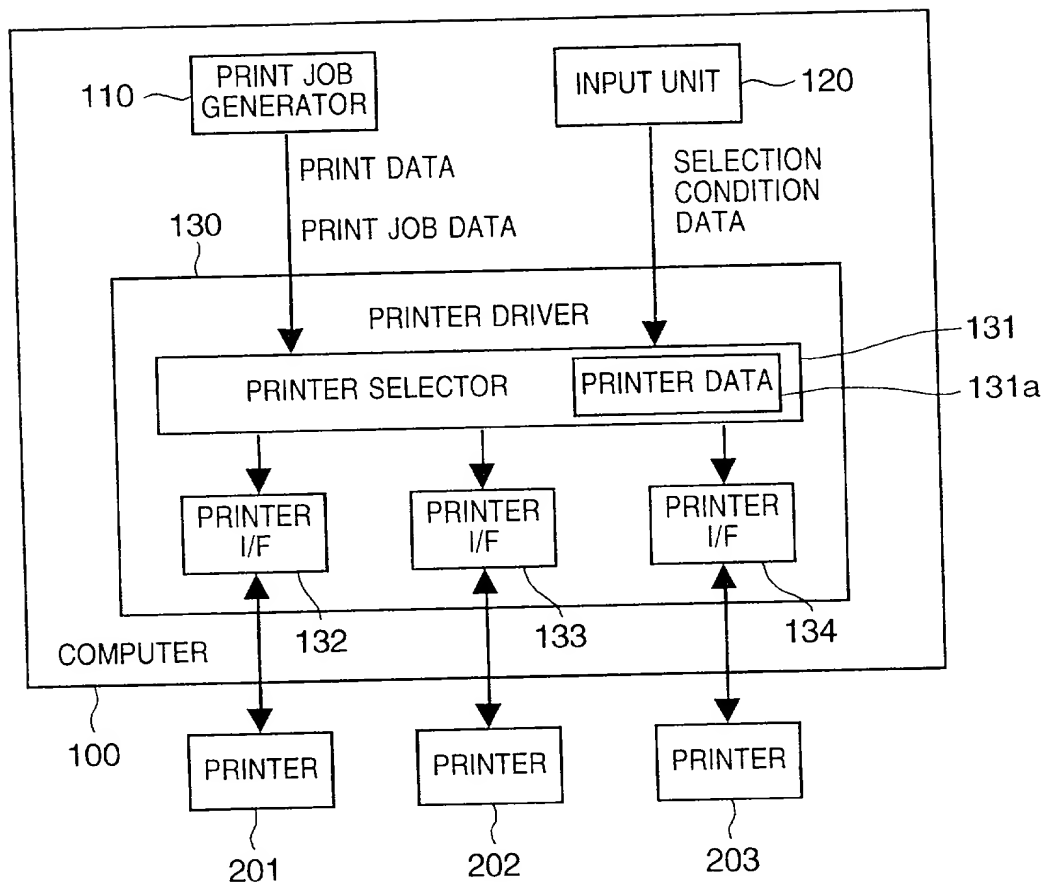 110
PRINT JOB
GENERATOR
INPUT UNIT
120
PRINT DATA
PRINT JOB DATA
SELECTION
CONDITION
DATA
130
PRINTER DRIVER
131
PRINTER SELECTOR
PRINTER DATA
131a
PRINTER
I/F
PRINTER
I/F
PRINTER
I/F
132
133
134
COMPUTER
100
PRINTER
PRINTER
PRINTER
201
202
203